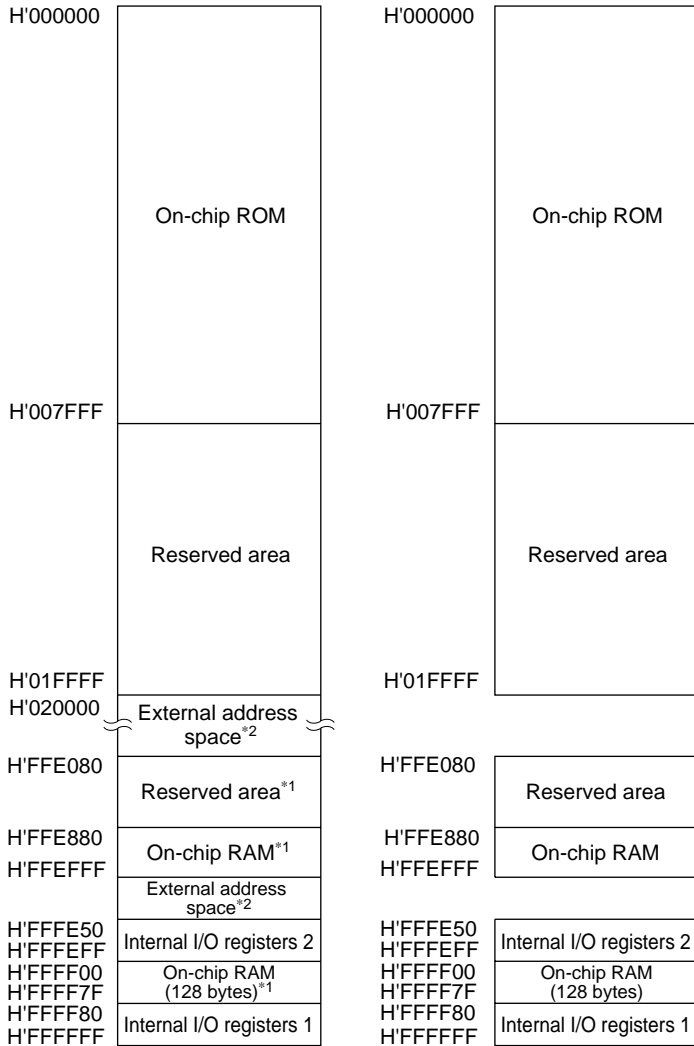 H'000000
On-chip ROM
H'007FFF
Reserved area
H'01FFFF
H'020000
External address
space*2
H'FFE080
Reserved area*1
H'FFE880
On-chip RAM*1
H'FFEFFF
External address
space*2
H'FFFE50
Internal I/O registers 2
H'FFFEFF
H'FFFF00
On-chip RAM
(128 bytes)*1
H'FFFF7F
H'FFFF80
Internal I/O registers 1
H'FFFFFF
H'000000
On-chip ROM
H'007FFF
Reserved area
H'01FFFF
H'FFE080
Reserved area
H'FFE880
On-chip RAM
H'FFEFFF
H'FFFE50
Internal I/O registers 2
H'FFFEFF
H'FFFF00
On-chip RAM
(128 bytes)
H'FFFF7F
H'FFFF80
Internal I/O registers 1
H'FFFFFF